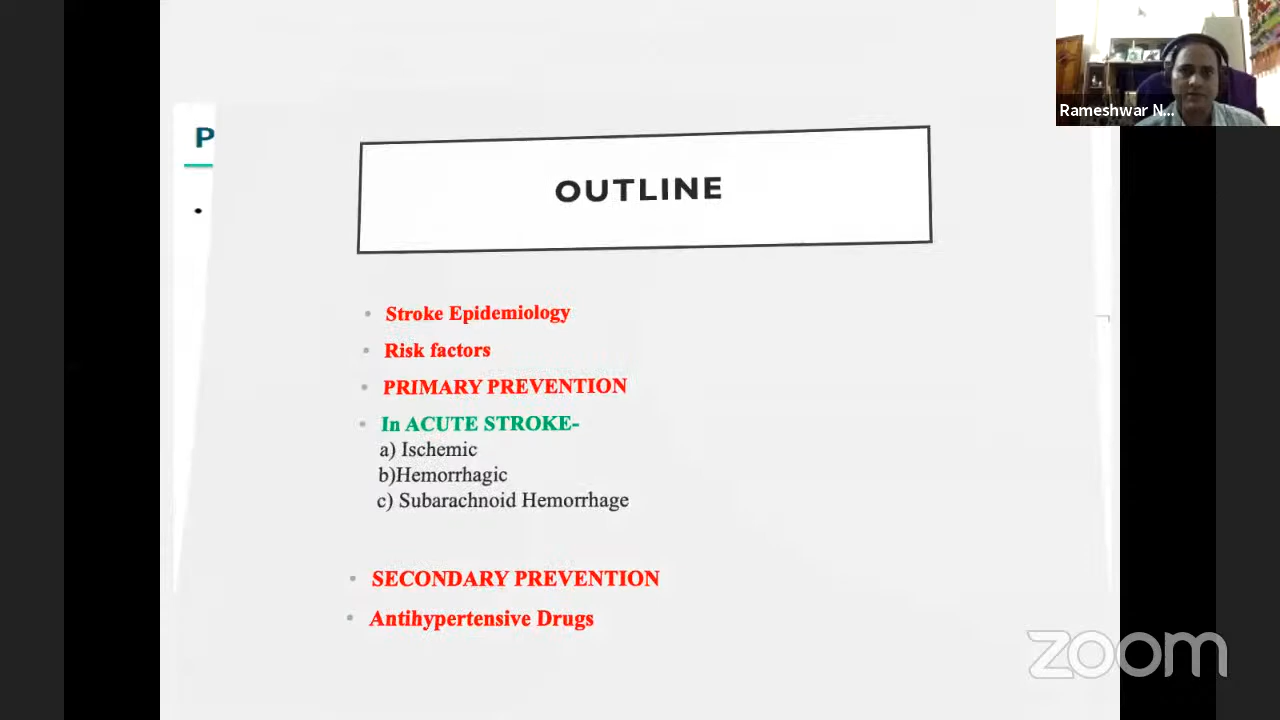 Rameshwar N...
P
OUTLINE
• Stroke Epidemiology
• Risk factors
• PRIMARY PREVENTION
• In ACUTE STROKE-
a) Ischemic
b)Hemorrhagic
c) Subarachnoid Hemorrhage
• SECONDARY PREVENTION
• Antihypertensive Drugs
zoom